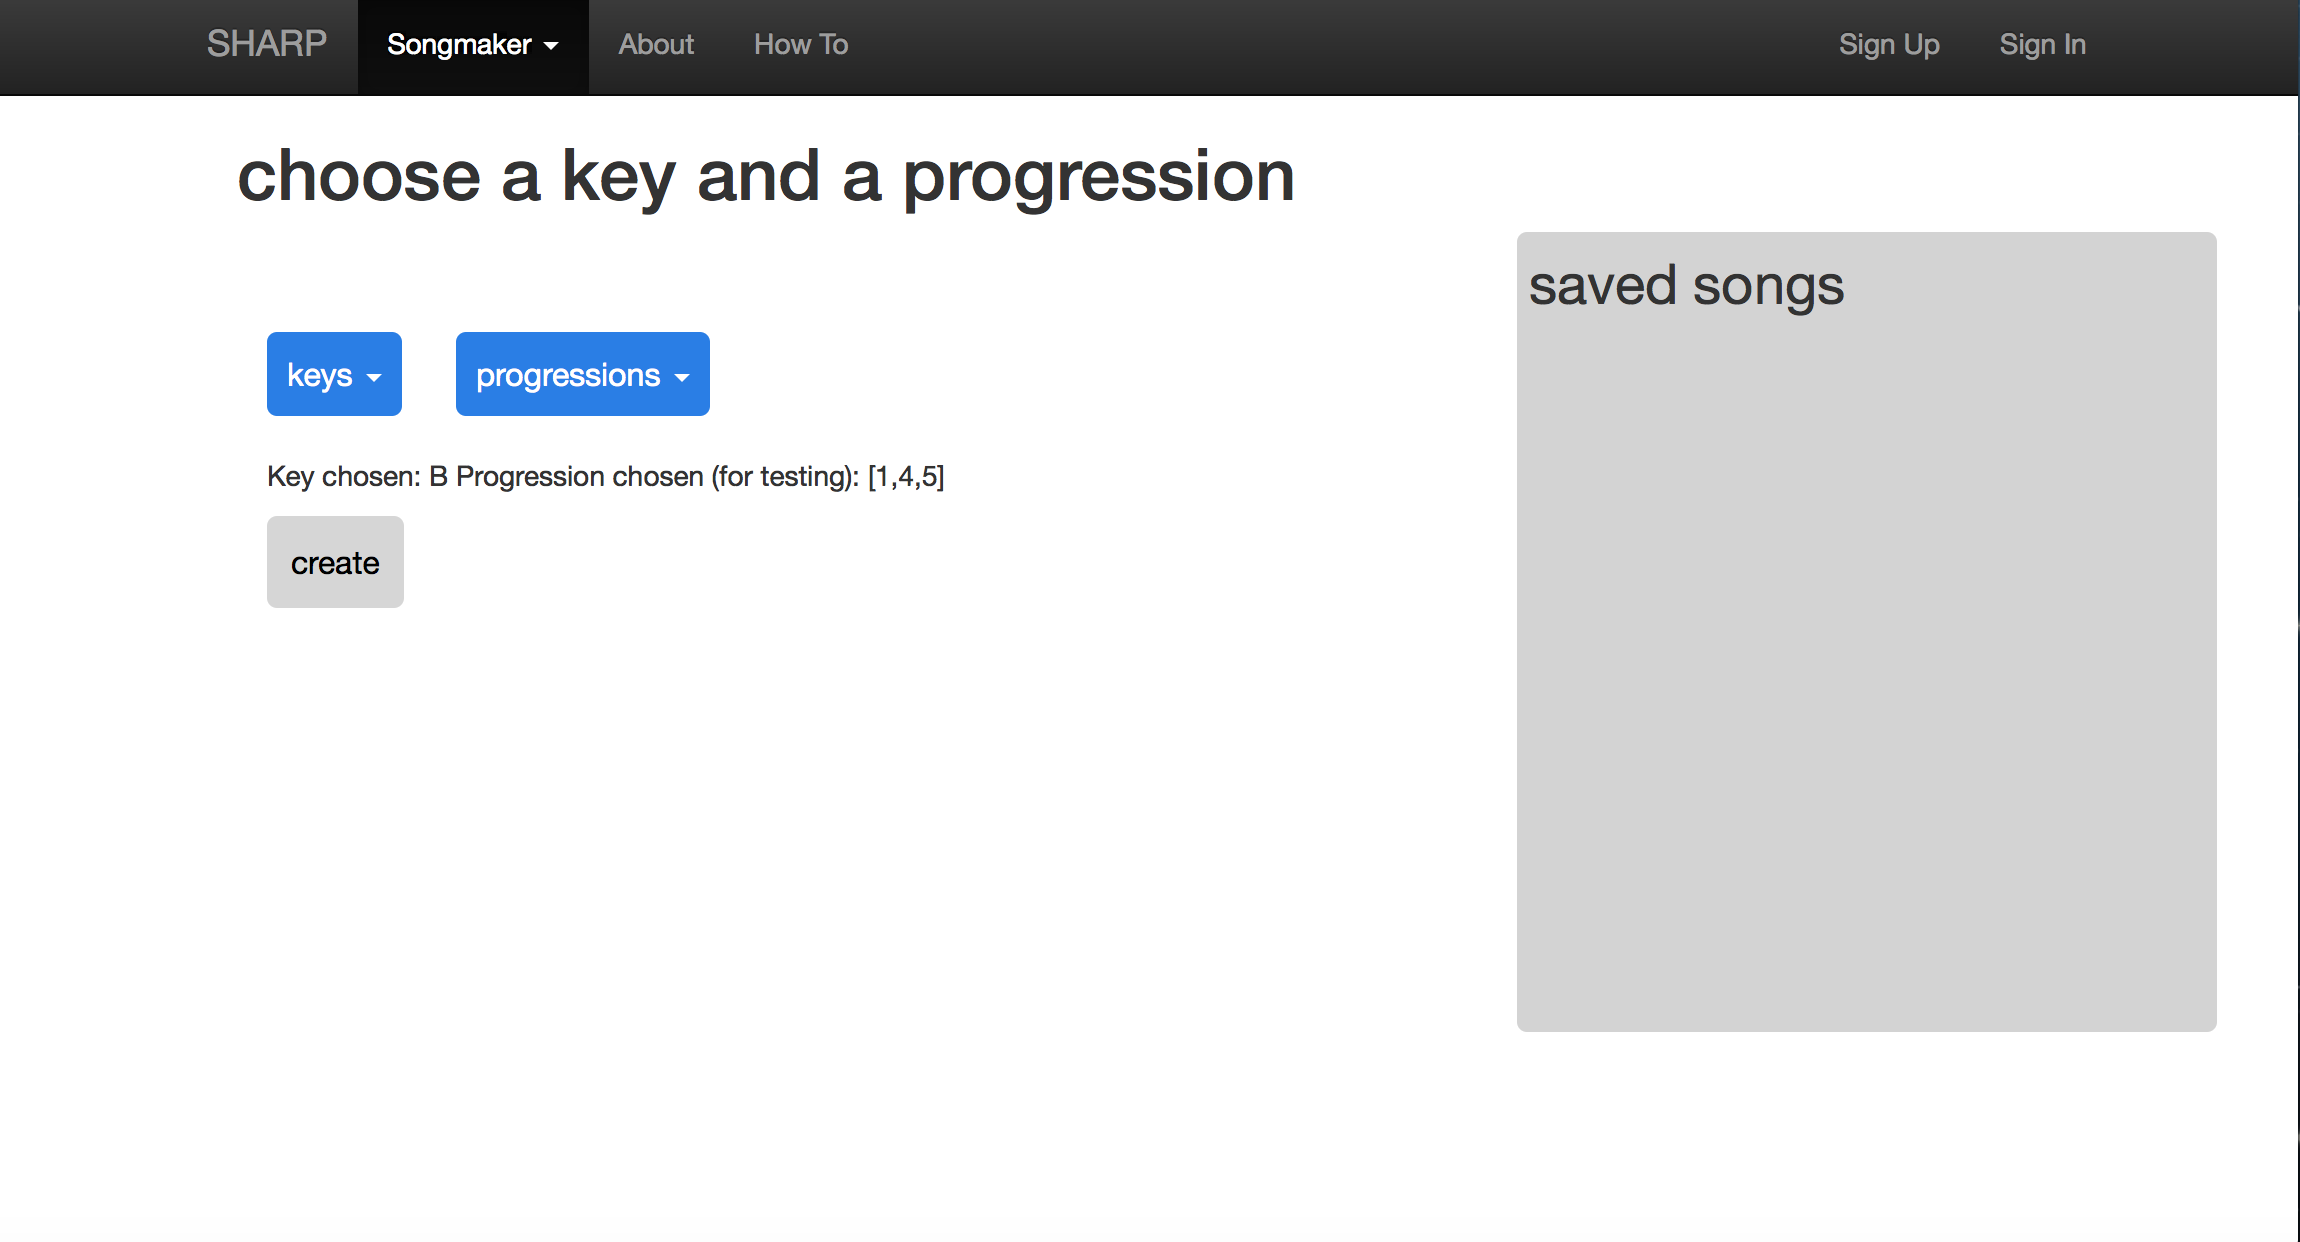 SHARP Songmaker About How To Sign Up Sign In
choose a key and a progression
saved songs
keys progressions
Key chosen: B Progression chosen (for testing): [1,4,5]
create